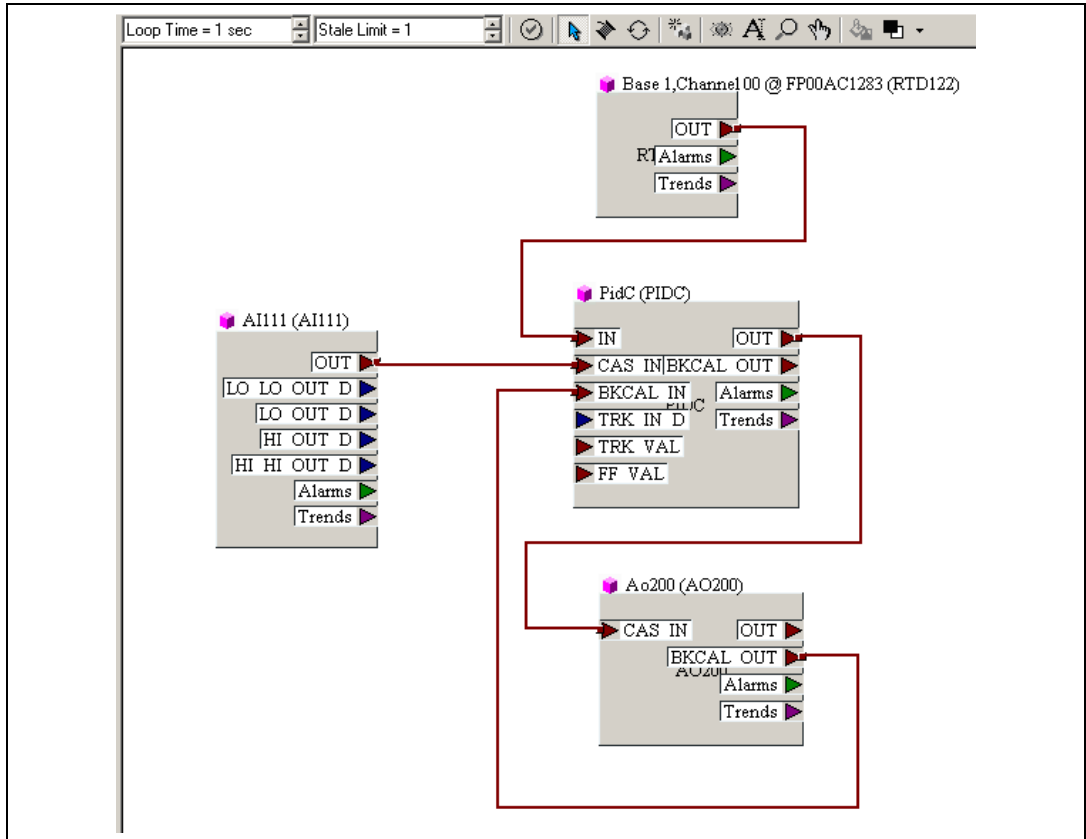 Loop Time = 1 sec Stale Limit = 1
Base 1,Channel 00 @ FP00AC1283 (RTD122)
OUT
RT Alarms
Trends
PidC (PIDC)
IN OUT
CAS IN BKCAL OUT
BKCAL IN Alarms
PIDC
TRK IN D Trends
TRK VAL
FF VAL
AI111 (AI111)
OUT
LO LO OUT D
LO OUT D
HI OUT D
HI HI OUT D
Alarms
Trends
Ao200 (AO200)
CAS IN OUT
BKCAL OUT
AO200
Alarms
Trends